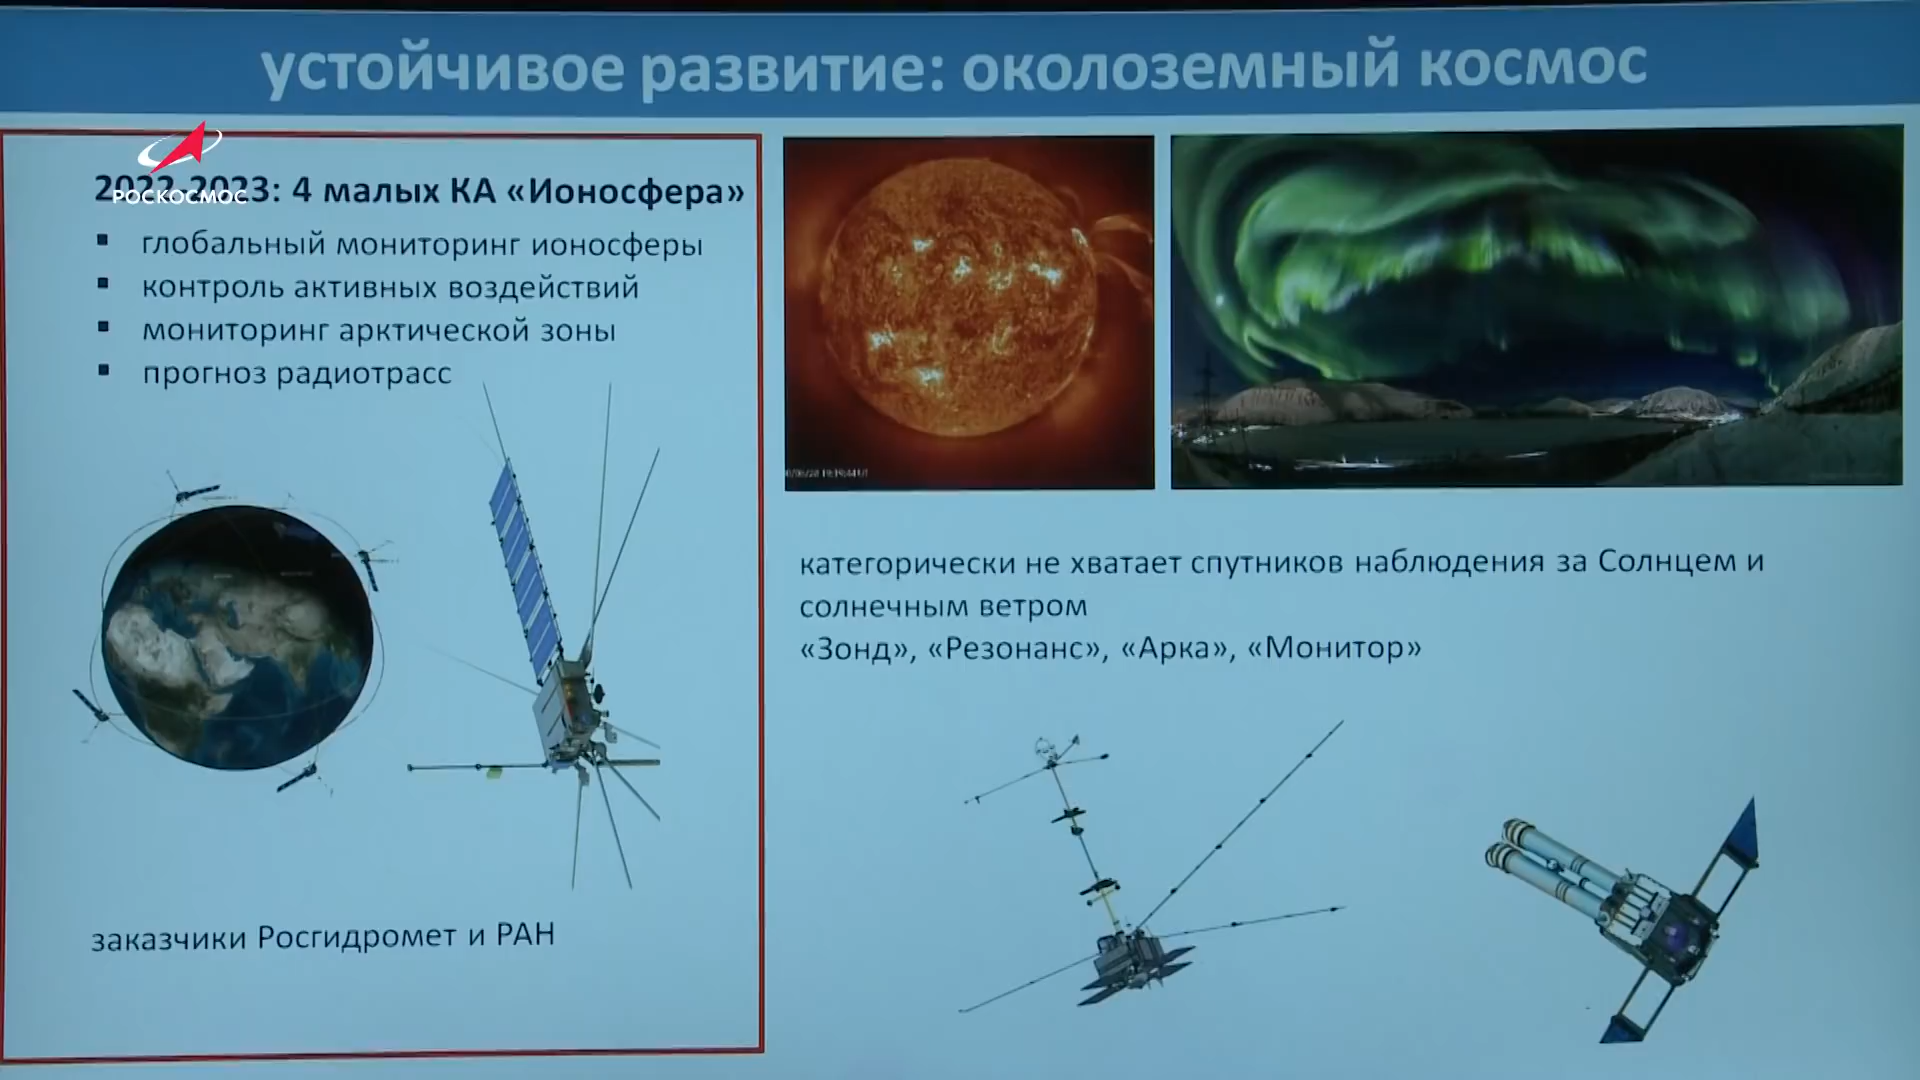 устойчивое развитие: околоземный космос
РОСКОСМОС
2022-2023: 4 малых КА «Ионосфера»
▪ глобальный мониторинг ионосферы
▪ контроль активных воздействий
▪ мониторинг арктической зоны
▪ прогноз радиотрасс
категорически не хватает спутников наблюдения за Солнцем и
солнечным ветром
«Зонд», «Резонанс», «Арка», «Монитор»
заказчики Росгидромет и РАН